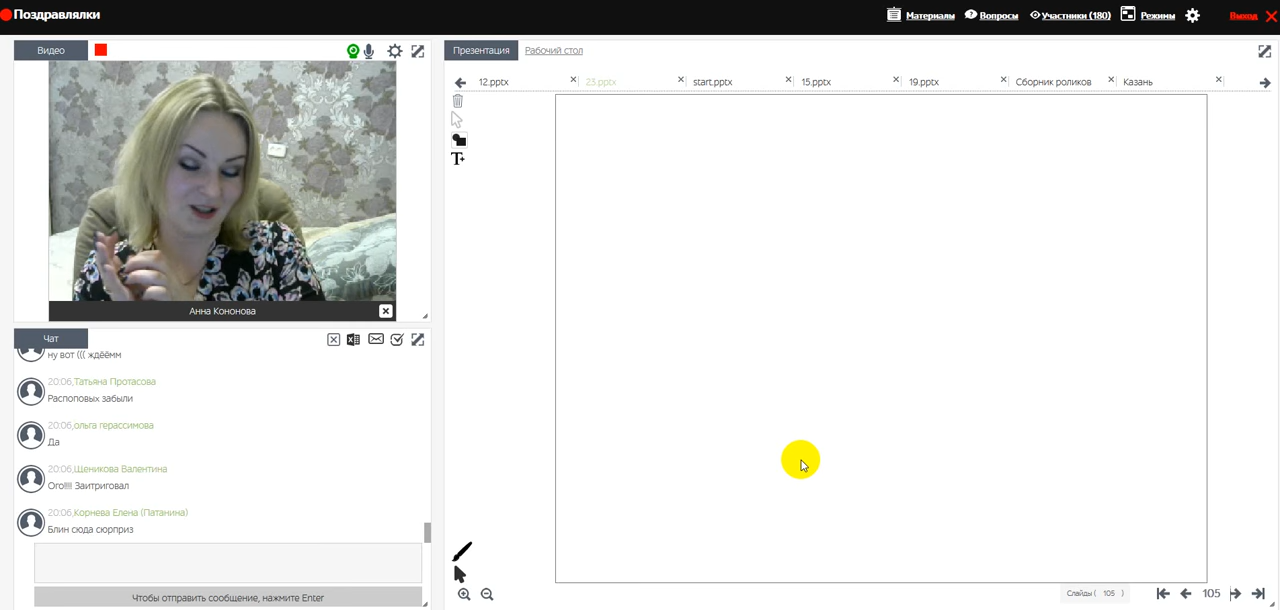 Поздравлялки
Материалы
Вопросы
Участники (180)
Режимы
Выход
Видео
Анна Кононова
Чат
ну вот ((( ждёёмм
20:06,Татьяна Протасова
Распоповых забыли
20:06,ольга герассимова
Да
20:06,Щеникова Валентина
Ого!!!! Заитриговал
20:06,Корнева Елена (Патанина)
Блин сюда сюрприз
Чтобы отправить сообщение, нажмите Enter
Презентация Рабочий стол
12.pptx 23.pptx start.pptx 15.pptx 19.pptx Сборник роликов Казань
T+
Слайды ( 105 ) 105